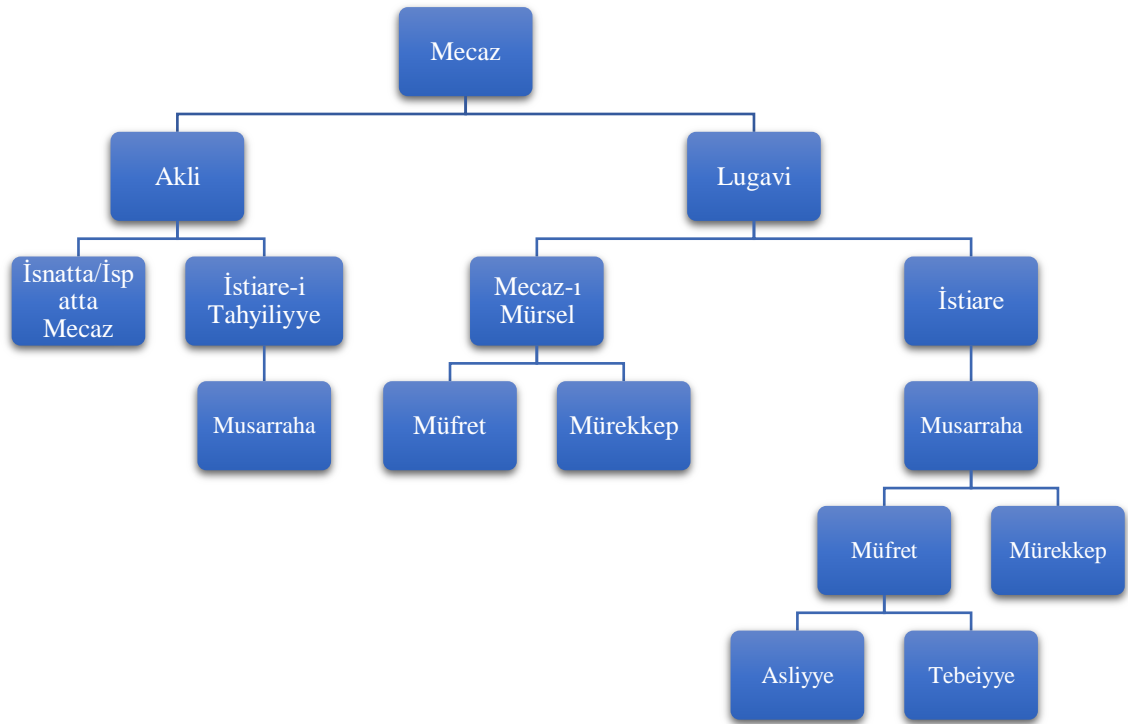 Mecaz
Akli
Lugavi
İsnatta/İsp
atta
Mecaz
İstiare-i
Tahyiliyye
Mecaz-ı
Mürsel
İstiare
Musarraha
Müfret
Mürekkep
Musarraha
Müfret
Mürekkep
Asliyye
Tebeiyye